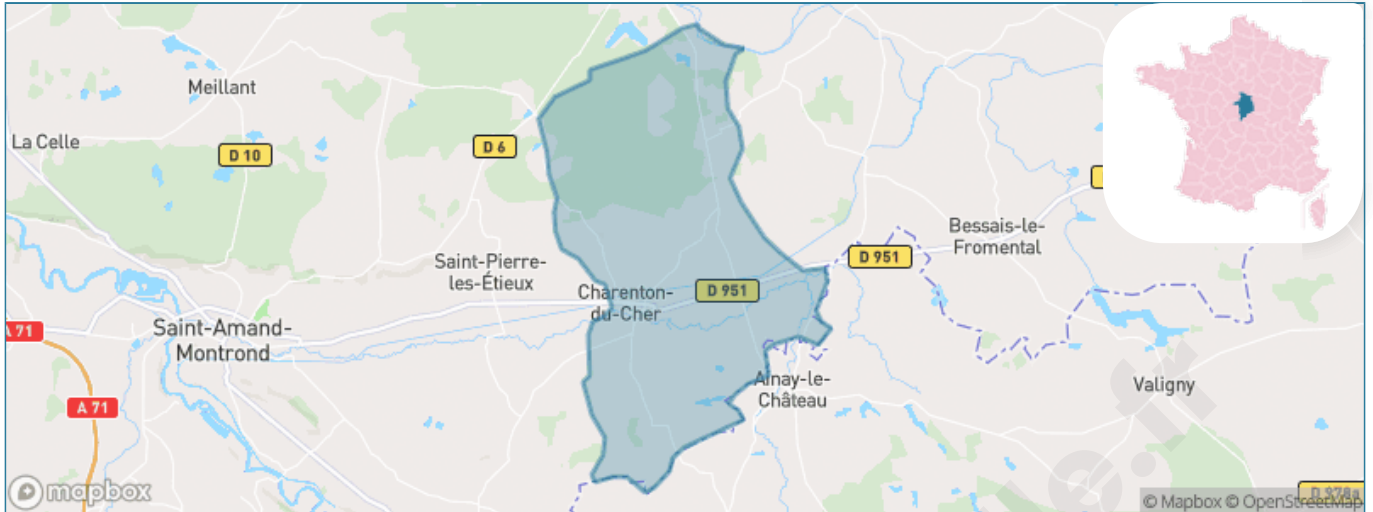 Meillant
La Celle
D 10
D 6
Bessais-le-
Fromental
D 951
Saint-Pierre-
les-Étieux
D 951
Charenton-
du-Cher
A 71
Saint-Amand-
Montrond
Ainay-le-
Château
Valigny
A 71
mapbox
© Mapbox © OpenStreetMap